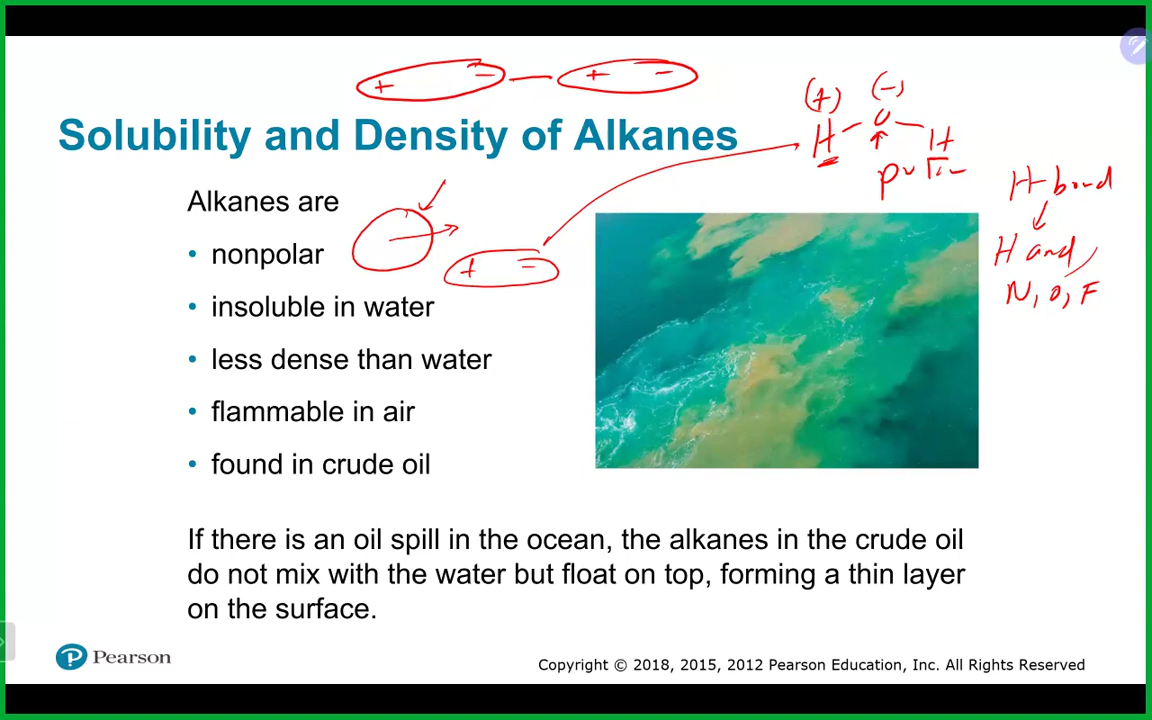 + − — + −
(+) (−)
Solubility and Density of Alkanes
H – O – H
H bond
Alkanes are
H and
• nonpolar
+ −
N, O, F
• insoluble in water
• less dense than water
• flammable in air
• found in crude oil
If there is an oil spill in the ocean, the alkanes in the crude oil
do not mix with the water but float on top, forming a thin layer
on the surface.
Pearson
Copyright © 2018, 2015, 2012 Pearson Education, Inc. All Rights Reserved